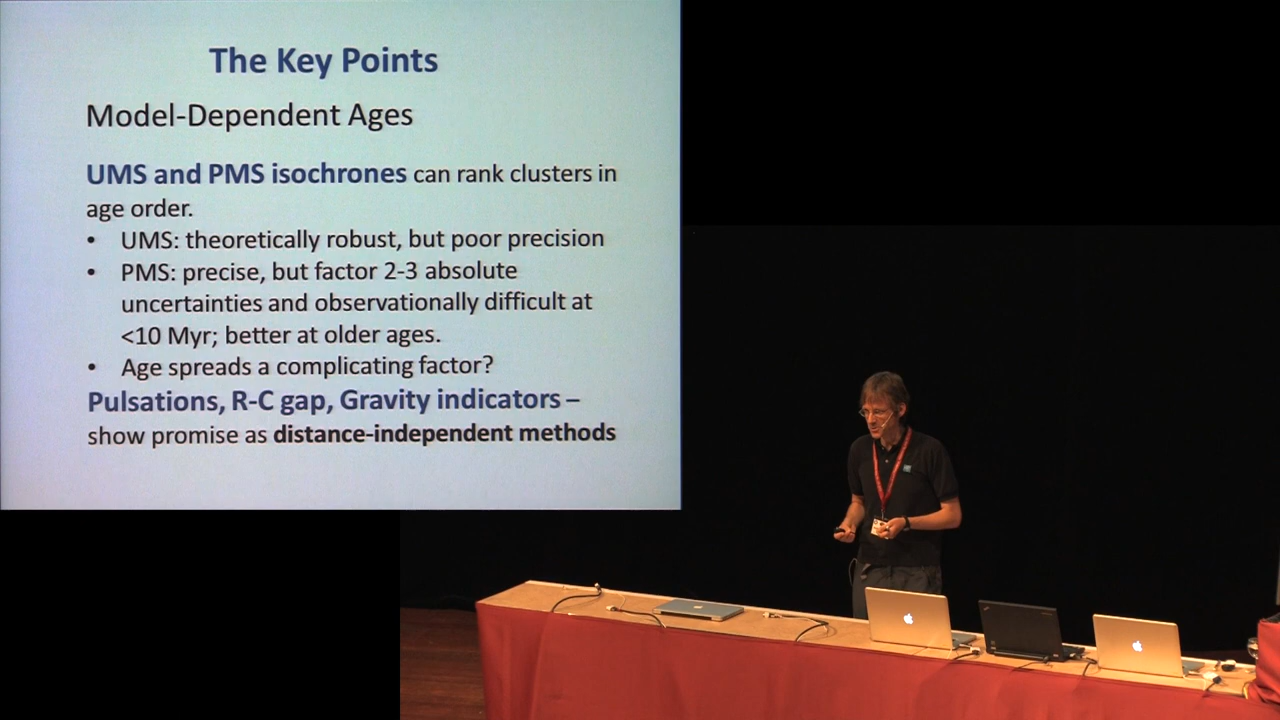 The Key Points
Model-Dependent Ages
UMS and PMS isochrones can rank clusters in
age order.
• UMS: theoretically robust, but poor precision
• PMS: precise, but factor 2-3 absolute
uncertainties and observationally difficult at
<10 Myr; better at older ages.
• Age spreads a complicating factor?
Pulsations, R-C gap, Gravity indicators –
show promise as distance-independent methods